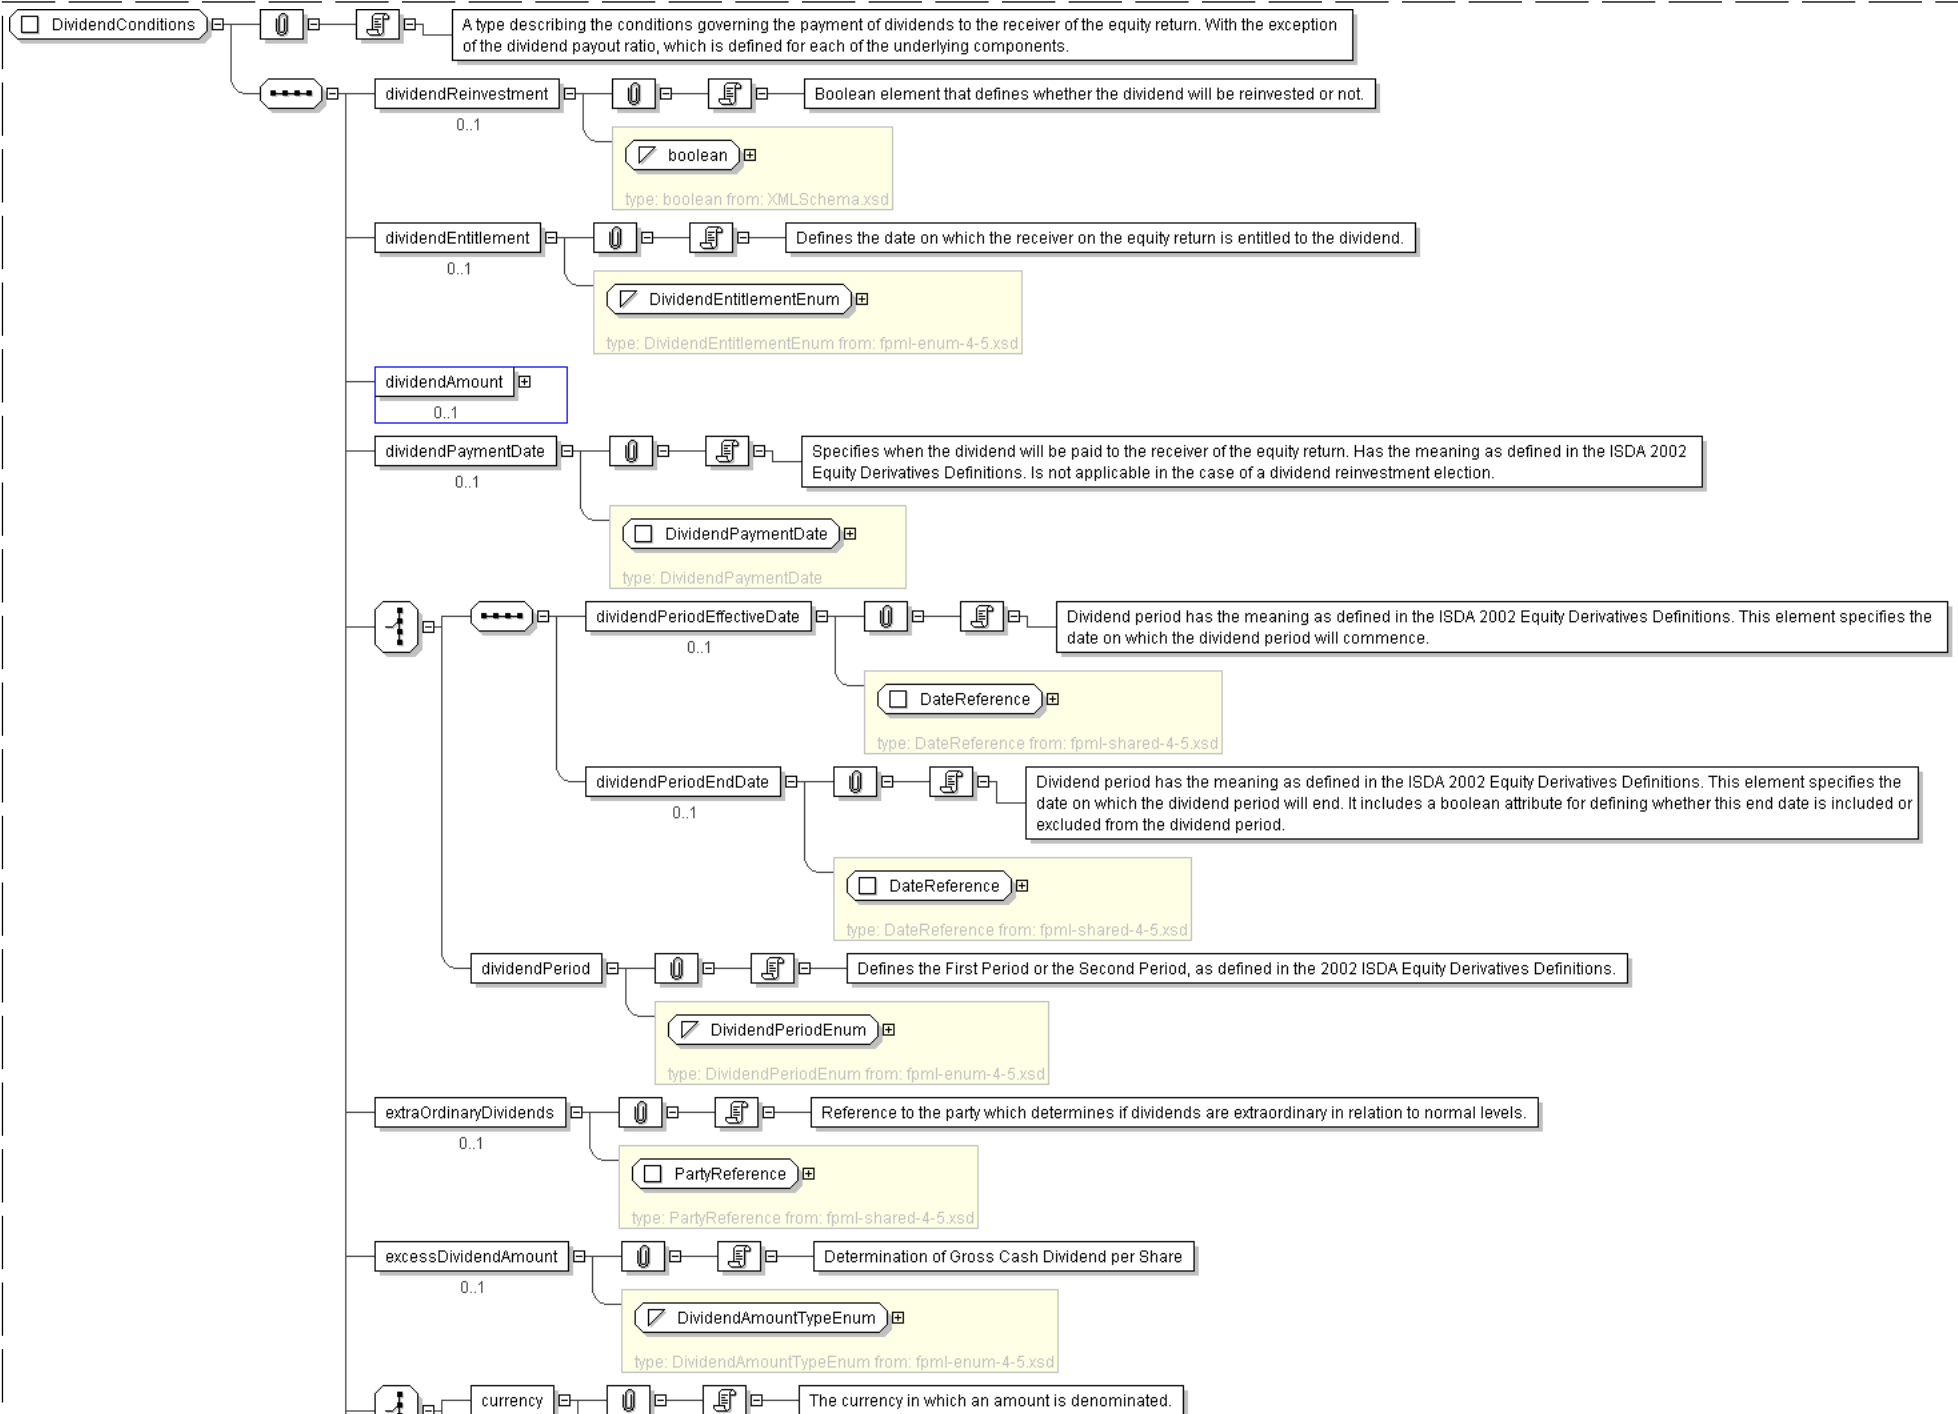 DividendConditions
A type describing the conditions governing the payment of dividends to the receiver of the equity return. With the exception
of the dividend payout ratio, which is defined for each of the underlying components.
dividendReinvestment
Boolean element that defines whether the dividend will be reinvested or not.
0..1
boolean
type: boolean from: XMLSchema.xsd
dividendEntitlement
Defines the date on which the receiver on the equity return is entitled to the dividend.
0..1
DividendEntitlementEnum
type: DividendEntitlementEnum from: fpml-enum-4-5.xsd
dividendAmount
0..1
dividendPaymentDate
Specifies when the dividend will be paid to the receiver of the equity return. Has the meaning as defined in the ISDA 2002
Equity Derivatives Definitions. Is not applicable in the case of a dividend reinvestment election.
0..1
DividendPaymentDate
type: DividendPaymentDate
dividendPeriodEffectiveDate
Dividend period has the meaning as defined in the ISDA 2002 Equity Derivatives Definitions. This element specifies the
date on which the dividend period will commence.
0..1
DateReference
type: DateReference from: fpml-shared-4-5.xsd
dividendPeriodEndDate
Dividend period has the meaning as defined in the ISDA 2002 Equity Derivatives Definitions. This element specifies the
date on which the dividend period will end. It includes a boolean attribute for defining whether this end date is included or
excluded from the dividend period.
0..1
DateReference
type: DateReference from: fpml-shared-4-5.xsd
dividendPeriod
Defines the First Period or the Second Period, as defined in the 2002 ISDA Equity Derivatives Definitions.
DividendPeriodEnum
type: DividendPeriodEnum from: fpml-enum-4-5.xsd
extraOrdinaryDividends
Reference to the party which determines if dividends are extraordinary in relation to normal levels.
0..1
PartyReference
type: PartyReference from: fpml-shared-4-5.xsd
excessDividendAmount
Determination of Gross Cash Dividend per Share
0..1
DividendAmountTypeEnum
type: DividendAmountTypeEnum from: fpml-enum-4-5.xsd
currency
The currency in which an amount is denominated.